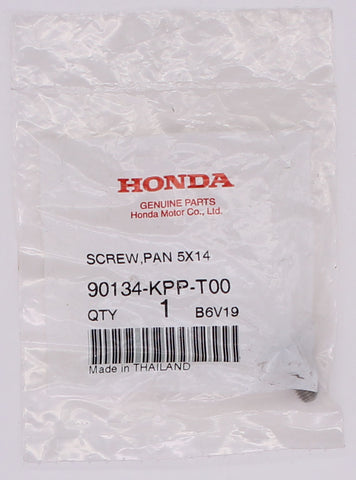 HONDA
GENUINE PARTS
Honda Motor Co., Ltd.
SCREW,PAN 5X14
90134-KPP-T00
QTY 1 B6V19
Made in THAILAND